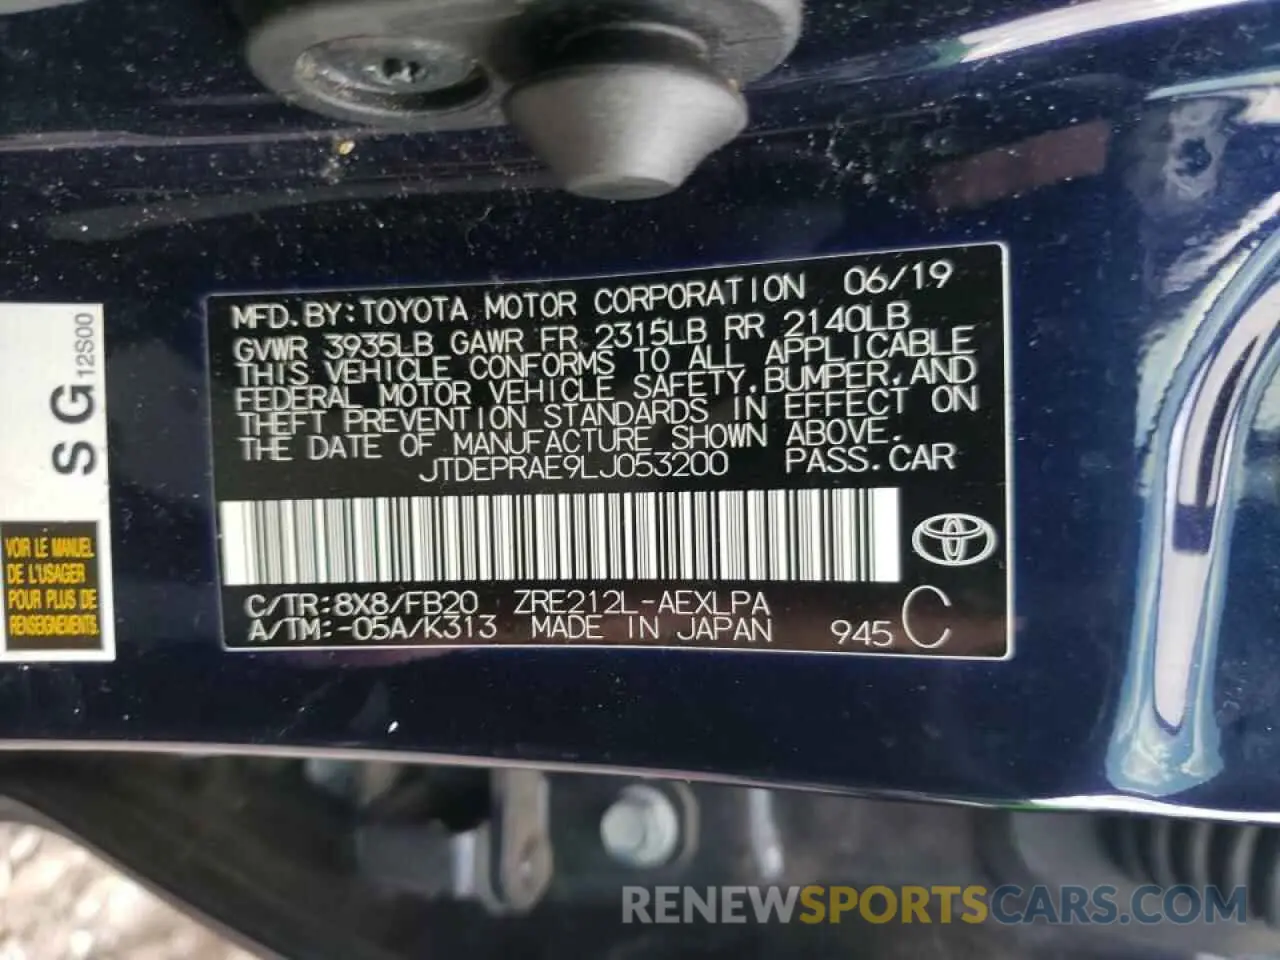 MFD. BY: TOYOTA MOTOR CORPORATION 06/19
GVWR 3935LB GAWR FR 2315LB RR 2140LB
THIS VEHICLE CONFORMS TO ALL APPLICABLE
FEDERAL MOTOR VEHICLE SAFETY, BUMPER, AND
THEFT PREVENTION STANDARDS IN EFFECT ON
THE DATE OF MANUFACTURE SHOWN ABOVE.
JTDEPRAE9LJ053200 PASS. CAR
C/TR: 8X8/FB20 ZRE212L-AEXLPA
A/TM: -05A/K313 MADE IN JAPAN 945 C
SG 12S00
VOIR LE MANUEL
DE L'USAGER
POUR PLUS DE
RENSEIGNEMENTS.
RENEWSPORTSCARS.COM